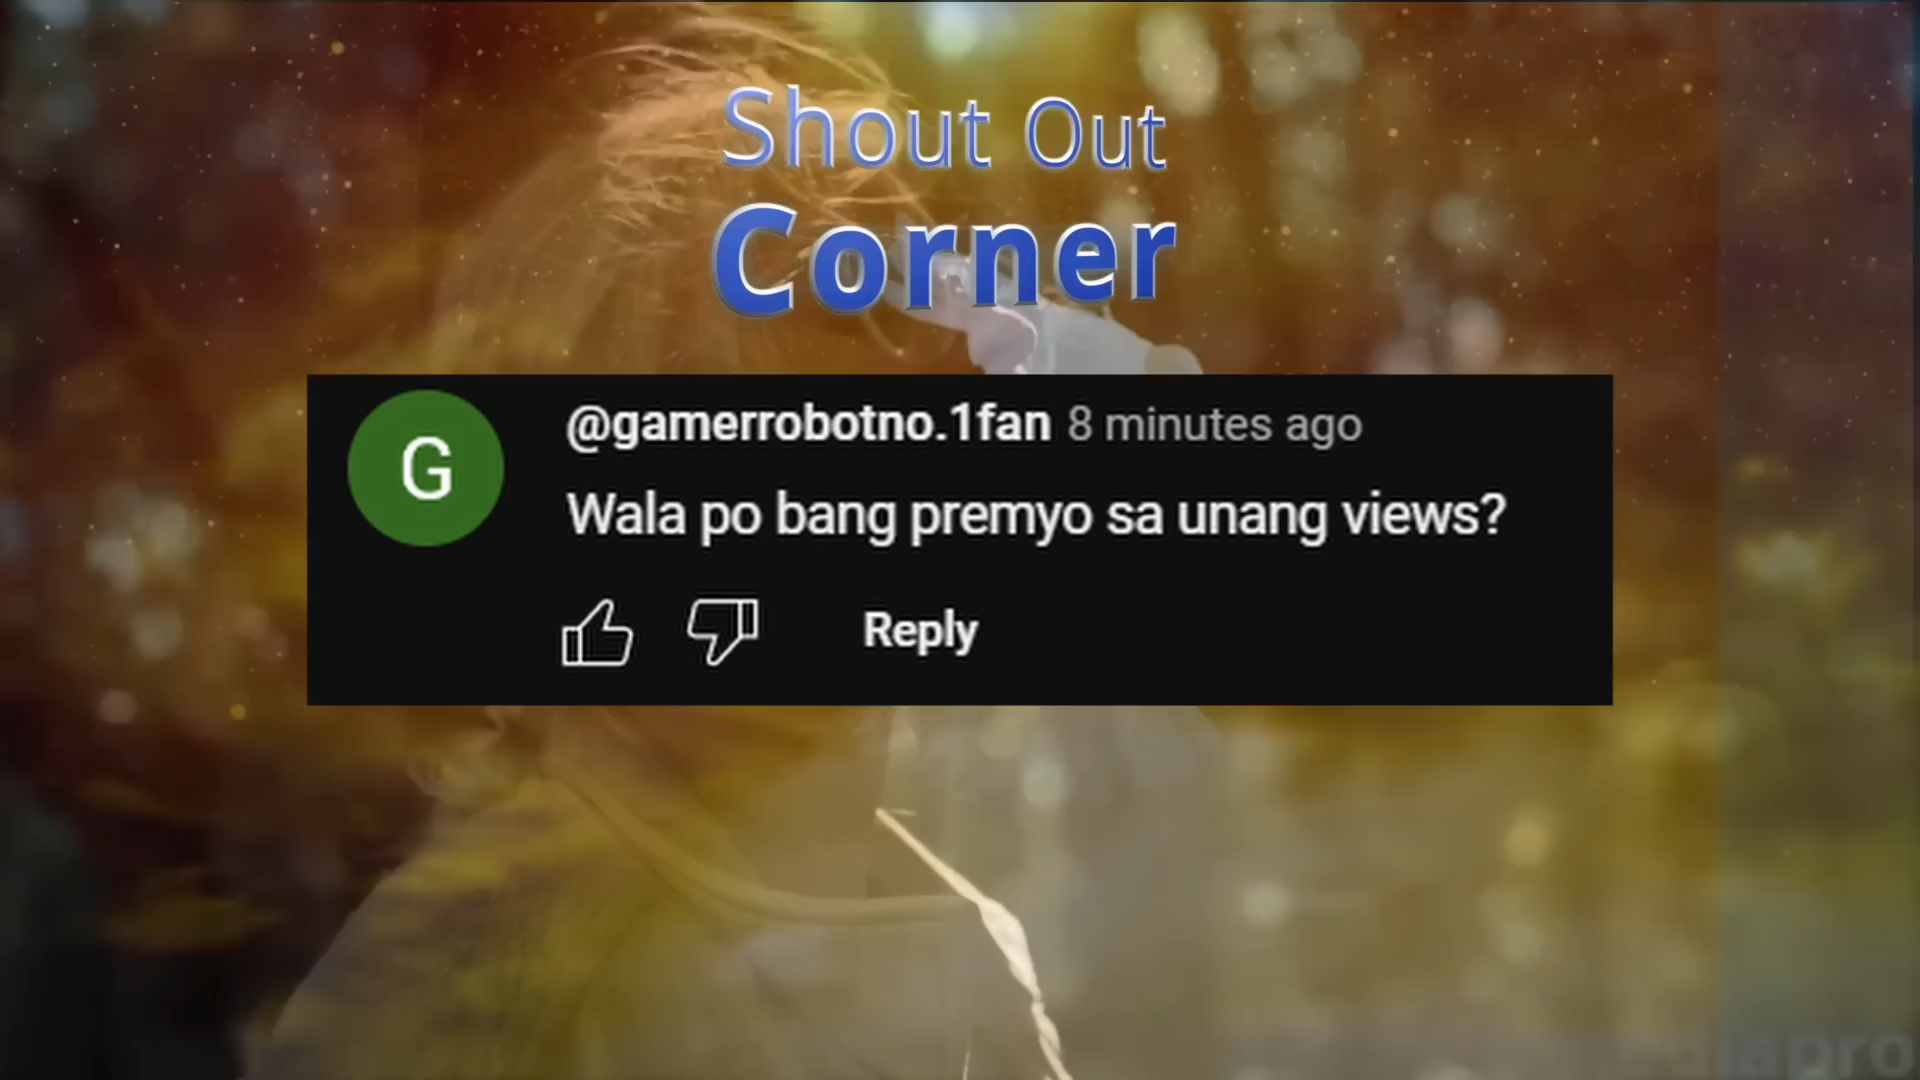 Shout Out
Corner
G
@gamerrobotno.1fan 8 minutes ago
Wala po bang premyo sa unang views?
Reply